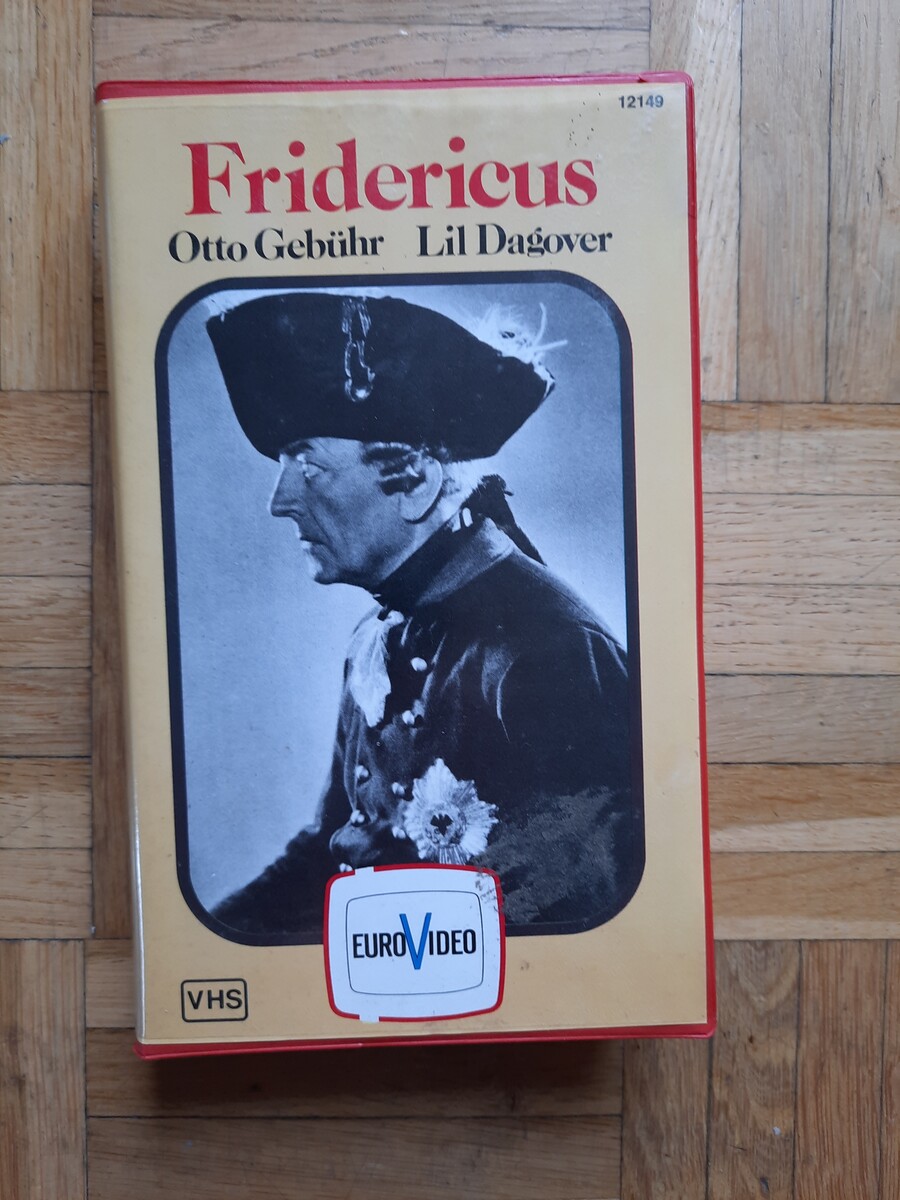 12149
Fridericus
Otto Gebühr Lil Dagover
EUROVIDEO
VHS